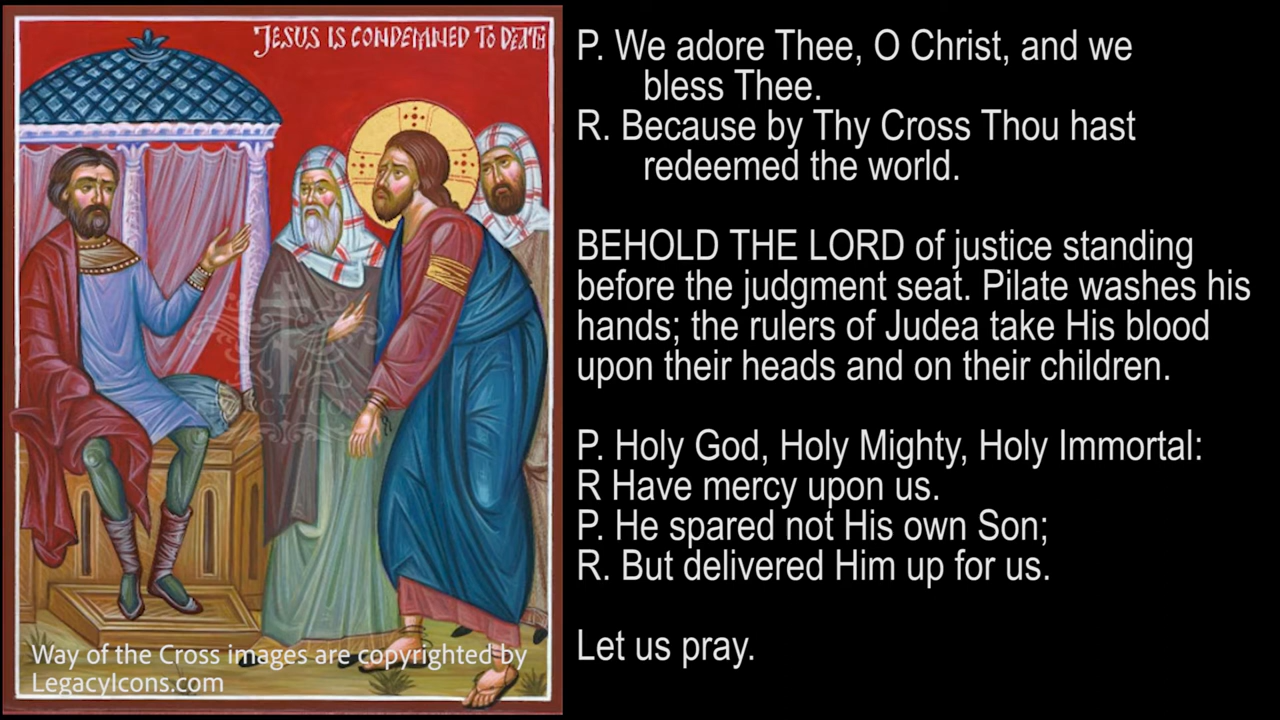 JESUS IS CONDEMNED TO DEATH
P. We adore Thee, O Christ, and we
bless Thee.
R. Because by Thy Cross Thou hast
redeemed the world.
BEHOLD THE LORD of justice standing
before the judgment seat. Pilate washes his
hands; the rulers of Judea take His blood
upon their heads and on their children.
P. Holy God, Holy Mighty, Holy Immortal:
R Have mercy upon us.
P. He spared not His own Son;
R. But delivered Him up for us.
Let us pray.
LEGACY ICONS
Way of the Cross images are copyrighted by
LegacyIcons.com